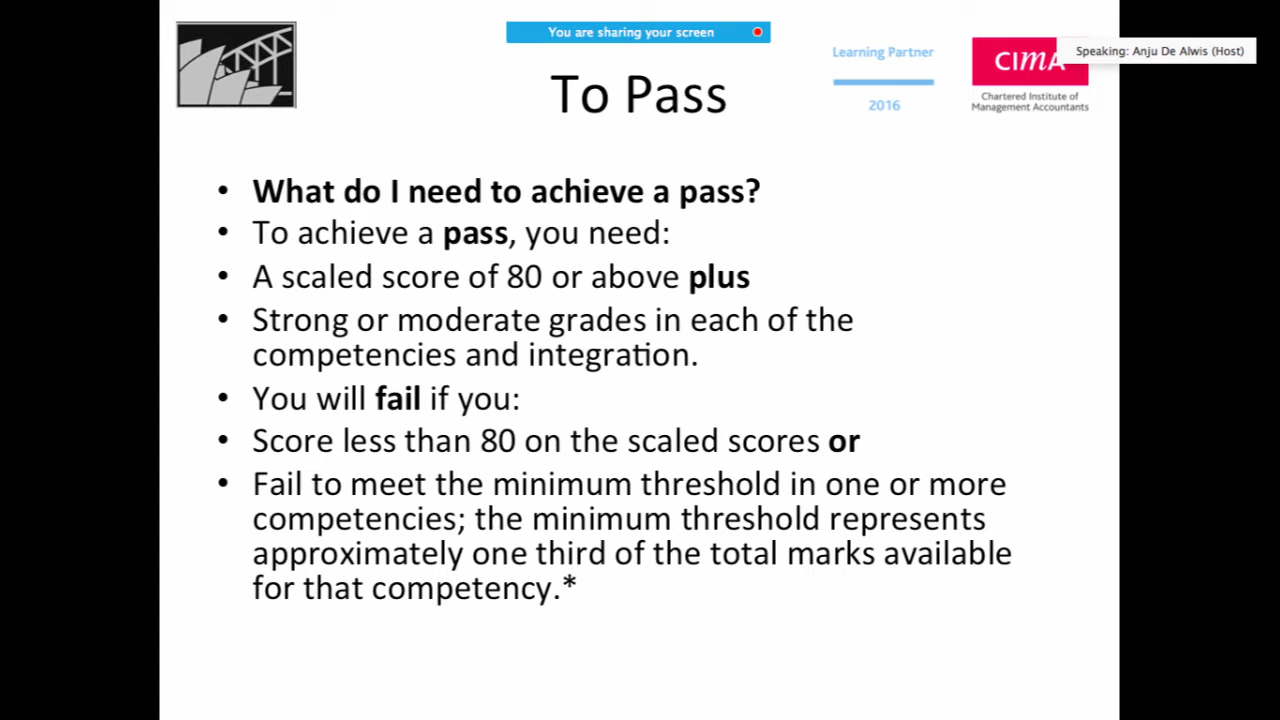 You are sharing your screen
Speaking: Anju De Alwis (Host)
Learning Partner
2016
CIMA
Chartered Institute of
Management Accountants
To Pass
• What do I need to achieve a pass?
• To achieve a pass, you need:
• A scaled score of 80 or above plus
• Strong or moderate grades in each of the
competencies and integration.
• You will fail if you:
• Score less than 80 on the scaled scores or
• Fail to meet the minimum threshold in one or more
competencies; the minimum threshold represents
approximately one third of the total marks available
for that competency.*